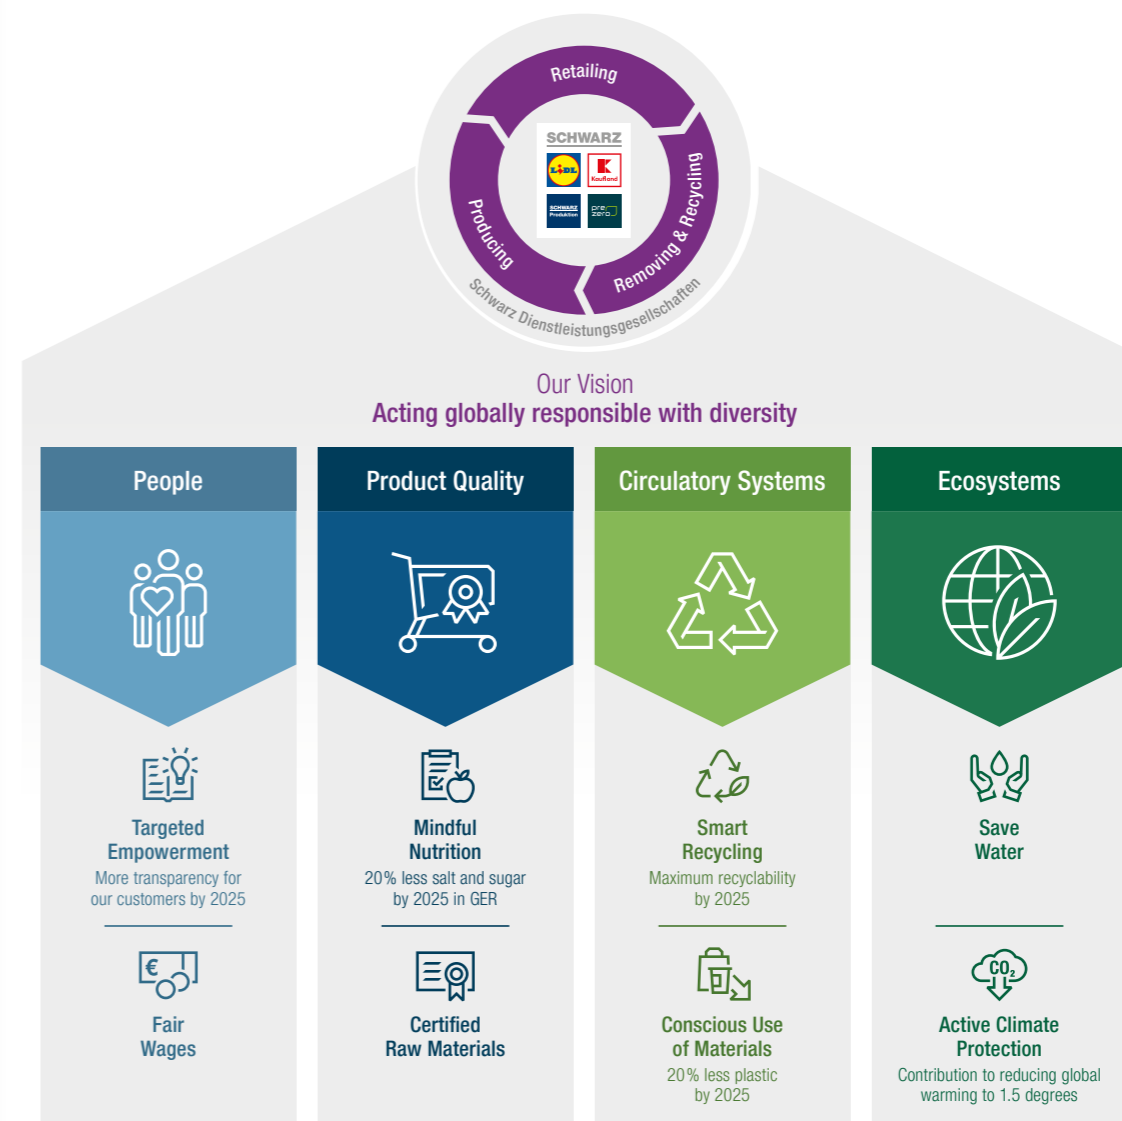 Retailing
SCHWARZ
LIDL
K
Kaufland
SCHWARZ
Produktion
pre
zero
Producing
Removing & Recycling
Schwarz Dienstleistungsgesellschaften
Our Vision
Acting globally responsible with diversity
People
Product Quality
Circulatory Systems
Ecosystems
Targeted
Empowerment
More transparency for
our customers by 2025
Mindful
Nutrition
20% less salt and sugar
by 2025 in GER
Smart
Recycling
Maximum recyclability
by 2025
Save
Water
€
Fair
Wages
Certified
Raw Materials
Conscious Use
of Materials
20% less plastic
by 2025
CO₂
Active Climate
Protection
Contribution to reducing global
warming to 1.5 degrees